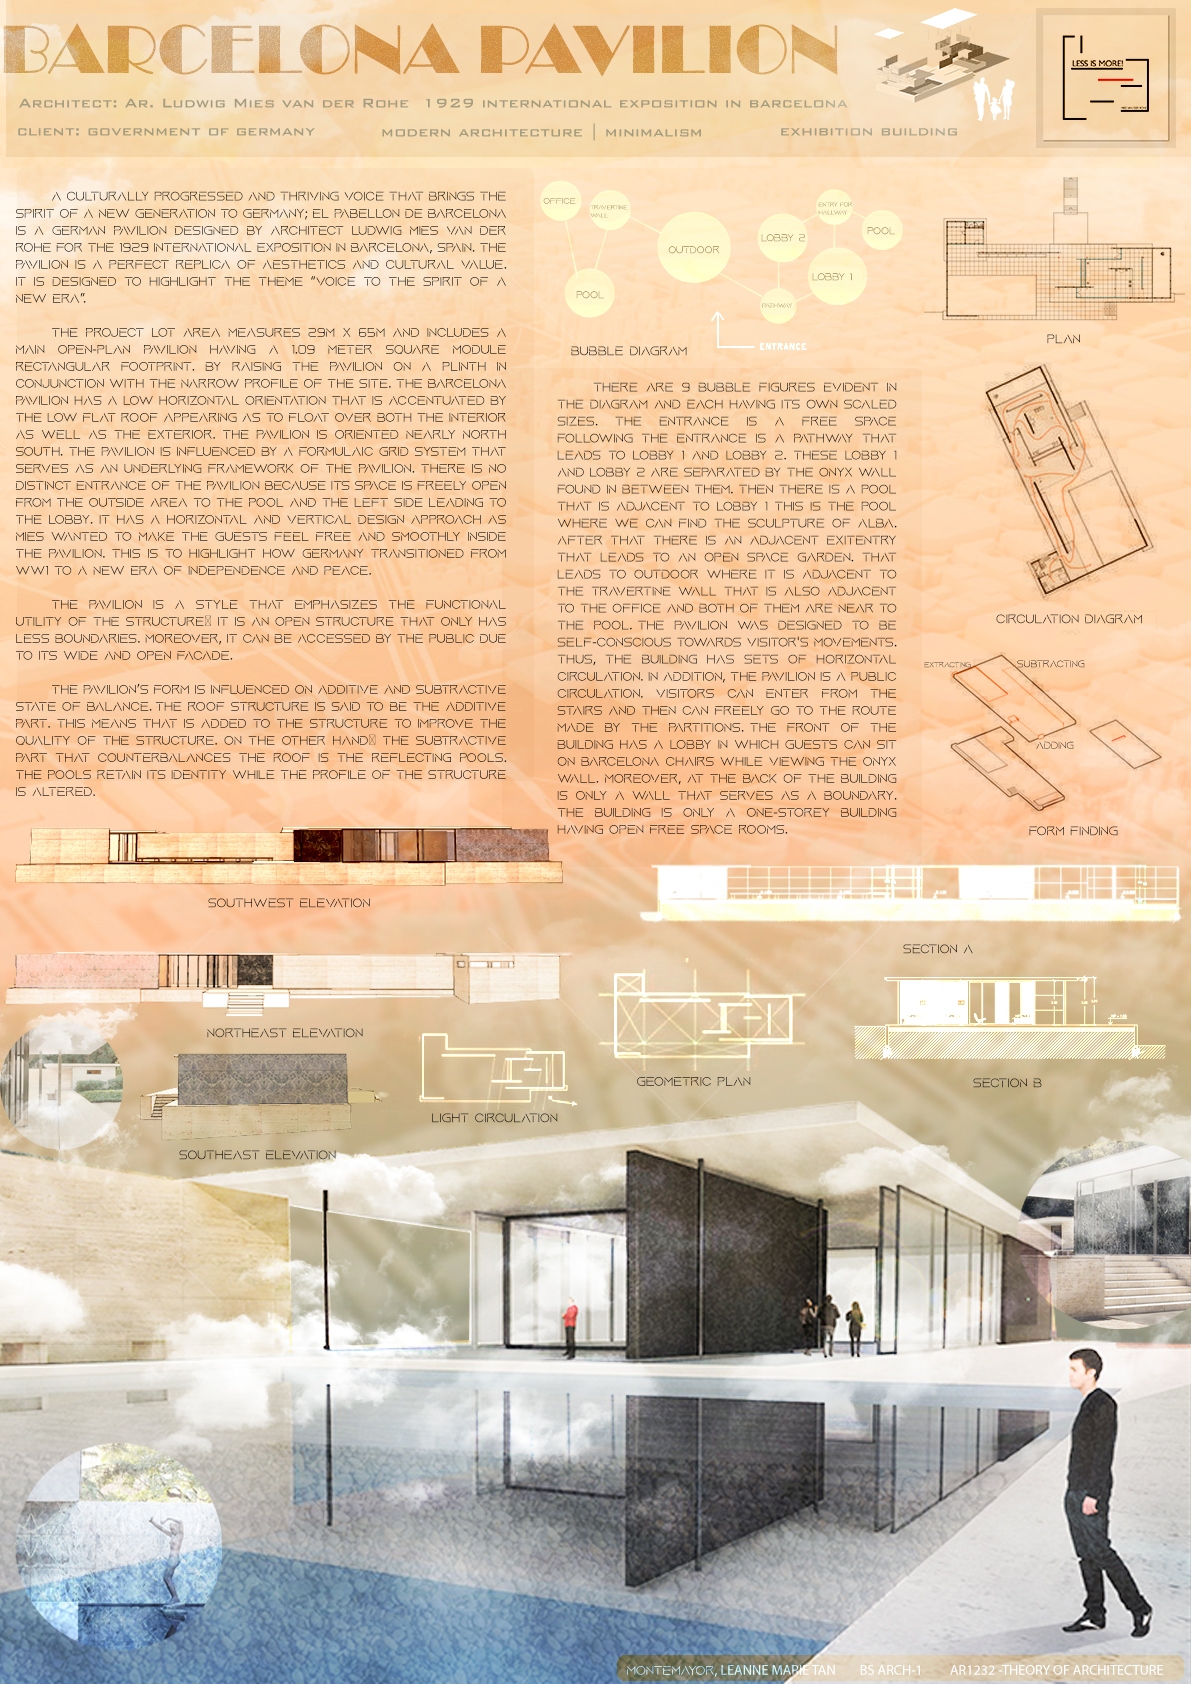 BARCELONA PAVILION
ARCHITECT: AR. LUDWIG MIES VAN DER ROHE 1929 INTERNATIONAL EXPOSITION IN BARCELONA
CLIENT: GOVERNMENT OF GERMANY MODERN ARCHITECTURE | MINIMALISM EXHIBITION BUILDING
LESS IS MORE!
A CULTURALLY PROGRESSED AND THRIVING VOICE THAT BRINGS THE
SPIRIT OF A NEW GENERATION TO GERMANY; EL PABELLON DE BARCELONA
IS A GERMAN PAVILION DESIGNED BY ARCHITECT LUDWIG MIES VAN DER
ROHE FOR THE 1929 INTERNATIONAL EXPOSITION IN BARCELONA, SPAIN. THE
PAVILION IS A PERFECT REPLICA OF AESTHETICS AND CULTURAL VALUE.
IT IS DESIGNED TO HIGHLIGHT THE THEME "VOICE TO THE SPIRIT OF A
NEW ERA".
THE PROJECT LOT AREA MEASURES 29M X 65M AND INCLUDES A
MAIN OPEN-PLAN PAVILION HAVING A 1.09 METER SQUARE MODULE
RECTANGULAR FOOTPRINT. BY RAISING THE PAVILION ON A PLINTH IN
CONJUNCTION WITH THE NARROW PROFILE OF THE SITE. THE BARCELONA
PAVILION HAS A LOW HORIZONTAL ORIENTATION THAT IS ACCENTUATED BY
THE LOW FLAT ROOF APPEARING AS TO FLOAT OVER BOTH THE INTERIOR
AS WELL AS THE EXTERIOR. THE PAVILION IS ORIENTED NEARLY NORTH
SOUTH. THE PAVILION IS INFLUENCED BY A FORMULAIC GRID SYSTEM THAT
SERVES AS AN UNDERLYING FRAMEWORK OF THE PAVILION. THERE IS NO
DISTINCT ENTRANCE OF THE PAVILION BECAUSE ITS SPACE IS FREELY OPEN
FROM THE OUTSIDE AREA TO THE POOL AND THE LEFT SIDE LEADING TO
THE LOBBY. IT HAS A HORIZONTAL AND VERTICAL DESIGN APPROACH AS
MIES WANTED TO MAKE THE GUESTS FEEL FREE AND SMOOTHLY INSIDE
THE PAVILION. THIS IS TO HIGHLIGHT HOW GERMANY TRANSITIONED FROM
WW1 TO A NEW ERA OF INDEPENDENCE AND PEACE.
THE PAVILION IS A STYLE THAT EMPHASIZES THE FUNCTIONAL
UTILITY OF THE STRUCTURE▯ IT IS AN OPEN STRUCTURE THAT ONLY HAS
LESS BOUNDARIES. MOREOVER, IT CAN BE ACCESSED BY THE PUBLIC DUE
TO ITS WIDE AND OPEN FACADE.
THE PAVILION'S FORM IS INFLUENCED ON ADDITIVE AND SUBTRACTIVE
STATE OF BALANCE. THE ROOF STRUCTURE IS SAID TO BE THE ADDITIVE
PART. THIS MEANS THAT IS ADDED TO THE STRUCTURE TO IMPROVE THE
QUALITY OF THE STRUCTURE. ON THE OTHER HAND▯ THE SUBTRACTIVE
PART THAT COUNTERBALANCES THE ROOF IS THE REFLECTING POOLS.
THE POOLS RETAIN ITS IDENTITY WHILE THE PROFILE OF THE STRUCTURE
IS ALTERED.
OFFICE
TRAVERTINE
WALL
POOL
OUTDOOR
LOBBY 2
ENTRY FOR
HALLWAY
POOL
LOBBY 1
PATHWAY
ENTRANCE
BUBBLE DIAGRAM
THERE ARE 9 BUBBLE FIGURES EVIDENT IN
THE DIAGRAM AND EACH HAVING ITS OWN SCALED
SIZES. THE ENTRANCE IS A FREE SPACE
FOLLOWING THE ENTRANCE IS A PATHWAY THAT
LEADS TO LOBBY 1 AND LOBBY 2. THESE LOBBY 1
AND LOBBY 2 ARE SEPARATED BY THE ONYX WALL
FOUND IN BETWEEN THEM. THEN THERE IS A POOL
THAT IS ADJACENT TO LOBBY 1 THIS IS THE POOL
WHERE WE CAN FIND THE SCULPTURE OF ALBA.
AFTER THAT THERE IS AN ADJACENT EXITENTRY
THAT LEADS TO AN OPEN SPACE GARDEN. THAT
LEADS TO OUTDOOR WHERE IT IS ADJACENT TO
THE TRAVERTINE WALL THAT IS ALSO ADJACENT
TO THE OFFICE AND BOTH OF THEM ARE NEAR TO
THE POOL. THE PAVILION WAS DESIGNED TO BE
SELF-CONSCIOUS TOWARDS VISITOR'S MOVEMENTS.
THUS, THE BUILDING HAS SETS OF HORIZONTAL
CIRCULATION. IN ADDITION, THE PAVILION IS A PUBLIC
CIRCULATION. VISITORS CAN ENTER FROM THE
STAIRS AND THEN CAN FREELY GO TO THE ROUTE
MADE BY THE PARTITIONS. THE FRONT OF THE
BUILDING HAS A LOBBY IN WHICH GUESTS CAN SIT
ON BARCELONA CHAIRS WHILE VIEWING THE ONYX
WALL. MOREOVER, AT THE BACK OF THE BUILDING
IS ONLY A WALL THAT SERVES AS A BOUNDARY.
THE BUILDING IS ONLY A ONE-STOREY BUILDING
HAVING OPEN FREE SPACE ROOMS.
PLAN
CIRCULATION DIAGRAM
EXTRACTING
SUBTRACTING
ADDING
FORM FINDING
SOUTHWEST ELEVATION
SECTION A
NORTHEAST ELEVATION
LIGHT CIRCULATION
GEOMETRIC PLAN
SECTION B
SOUTHEAST ELEVATION
MONTEMAYOR, LEANNE MARIE TAN BS ARCH-1 AR1232 -THEORY OF ARCHITECTURE